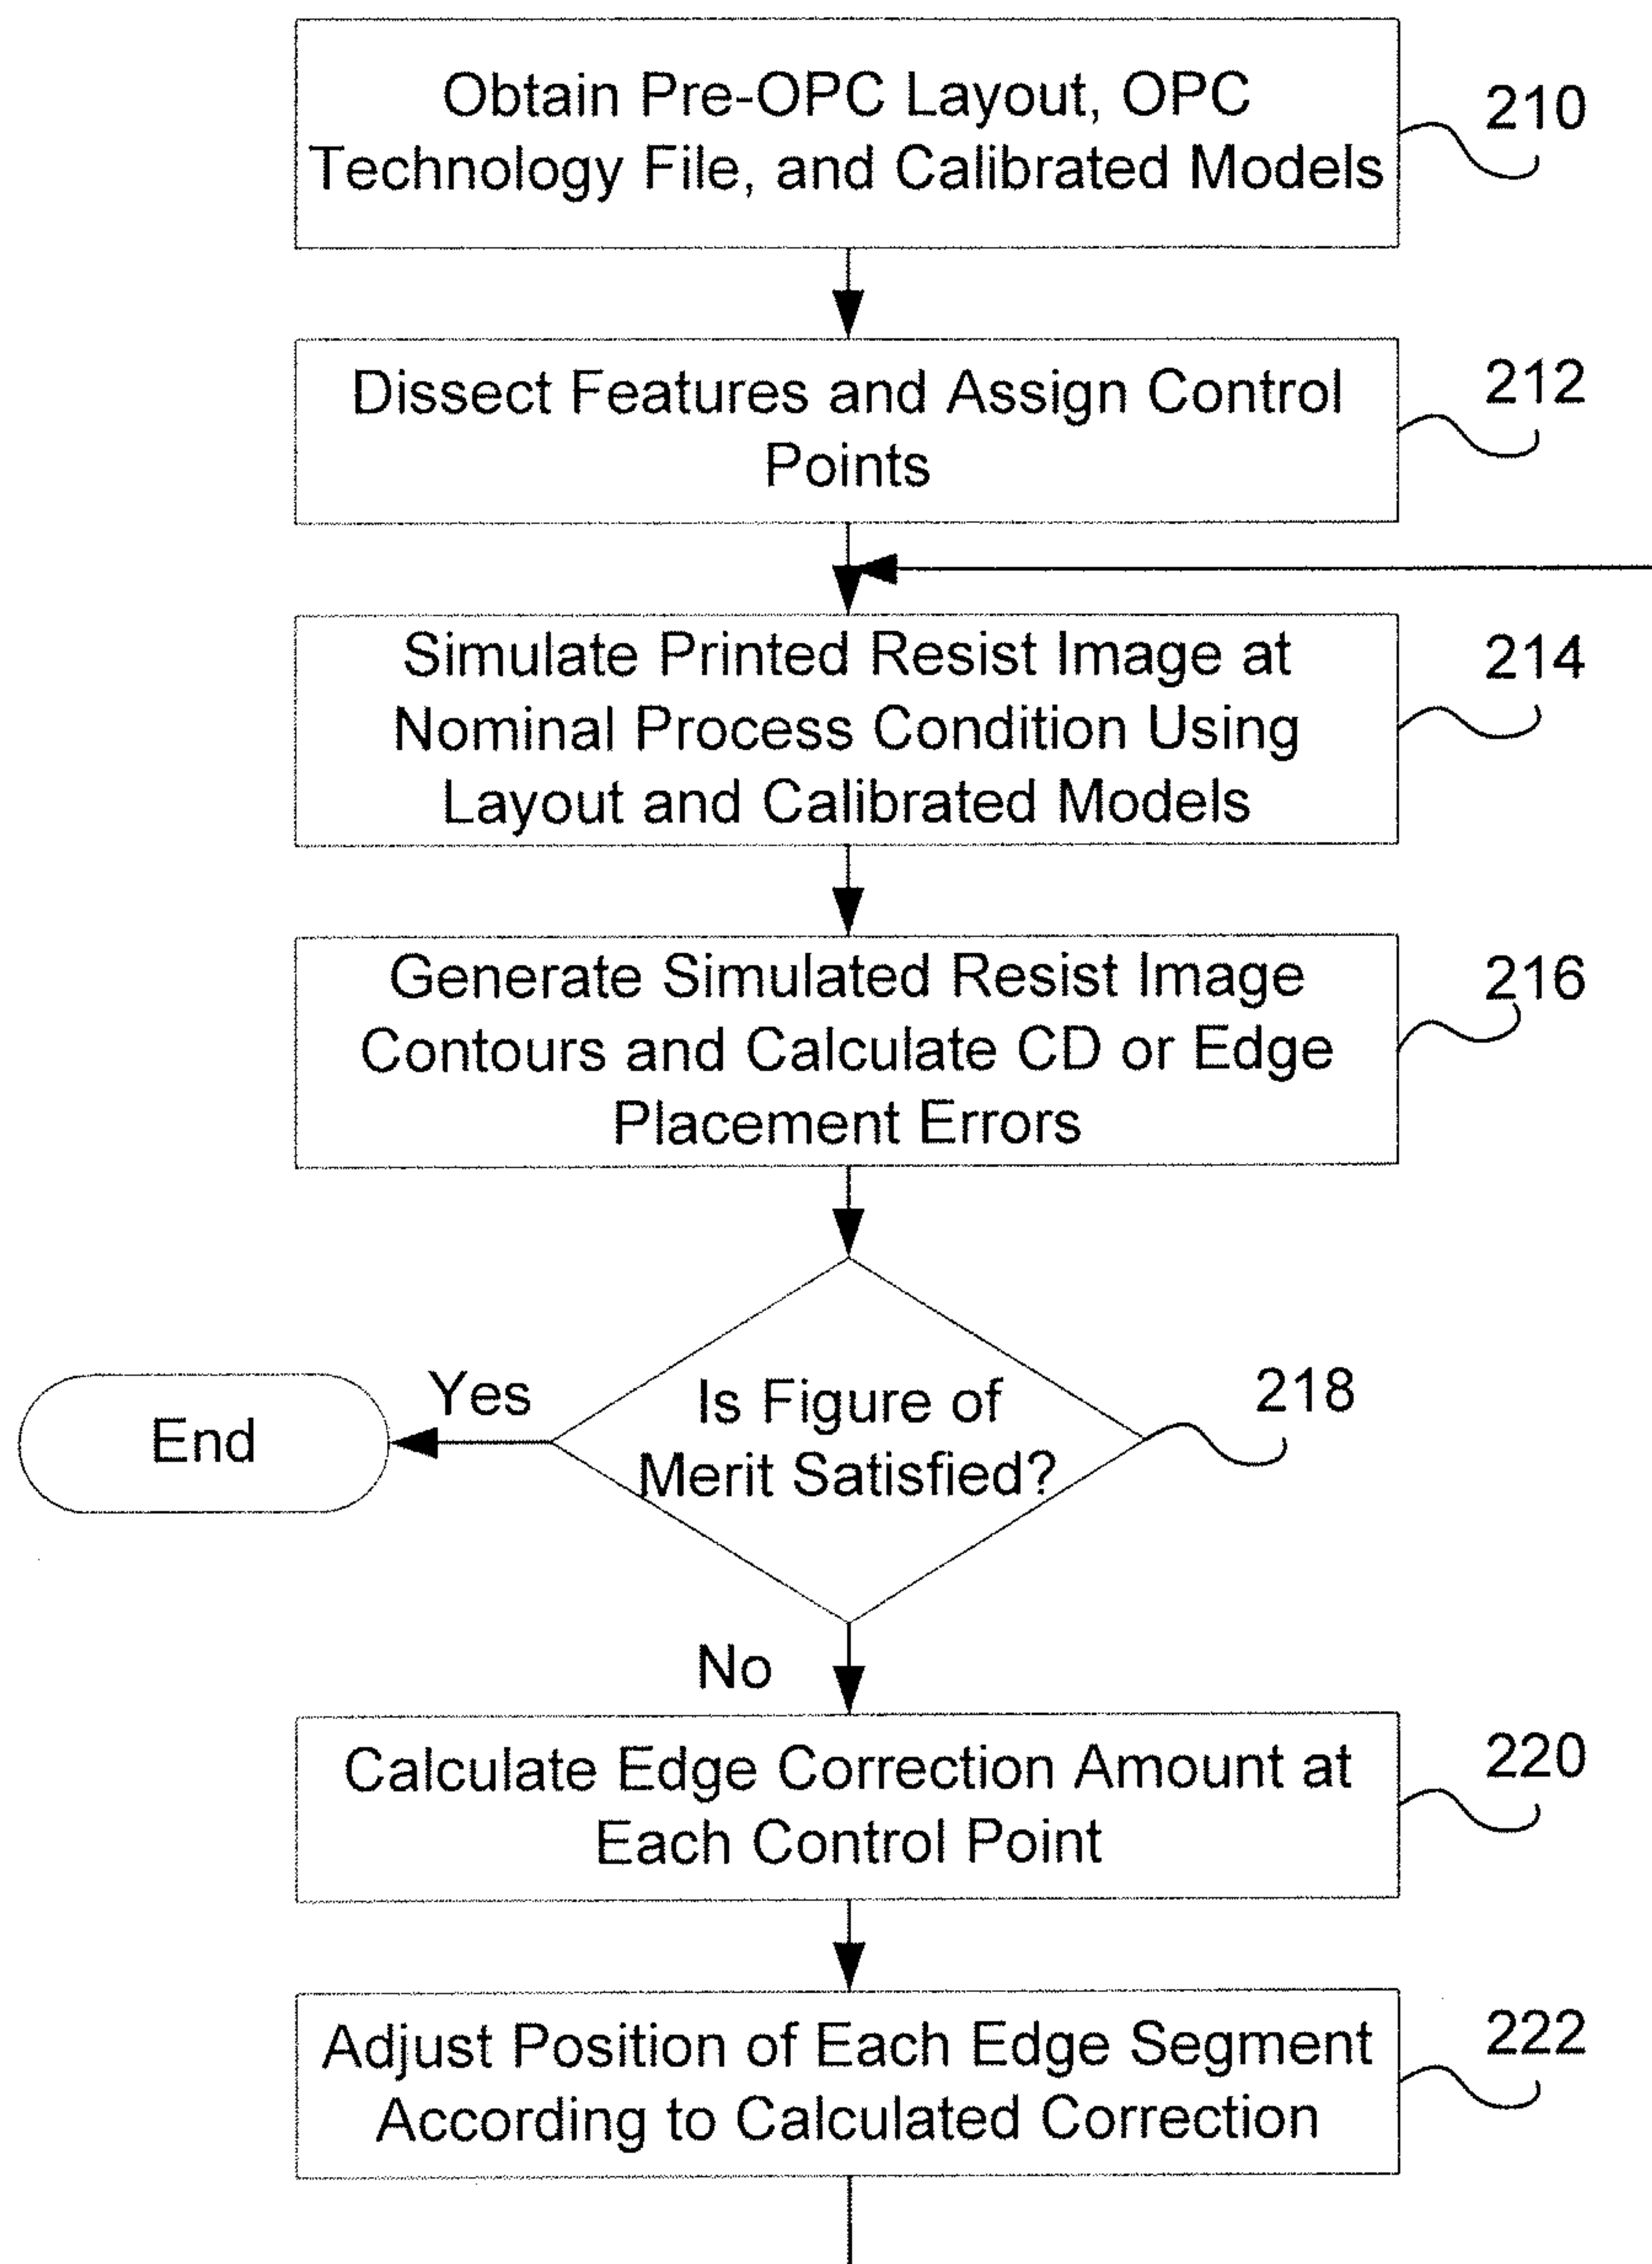 Obtain Pre-OPC Layout, OPC
Technology File, and Calibrated Models
210
Dissect Features and Assign Control
Points
212
Simulate Printed Resist Image at
Nominal Process Condition Using
Layout and Calibrated Models
214
Generate Simulated Resist Image
Contours and Calculate CD or Edge
Placement Errors
216
Is Figure of
Merit Satisfied?
218
Yes
End
No
Calculate Edge Correction Amount at
Each Control Point
220
Adjust Position of Each Edge Segment
According to Calculated Correction
222